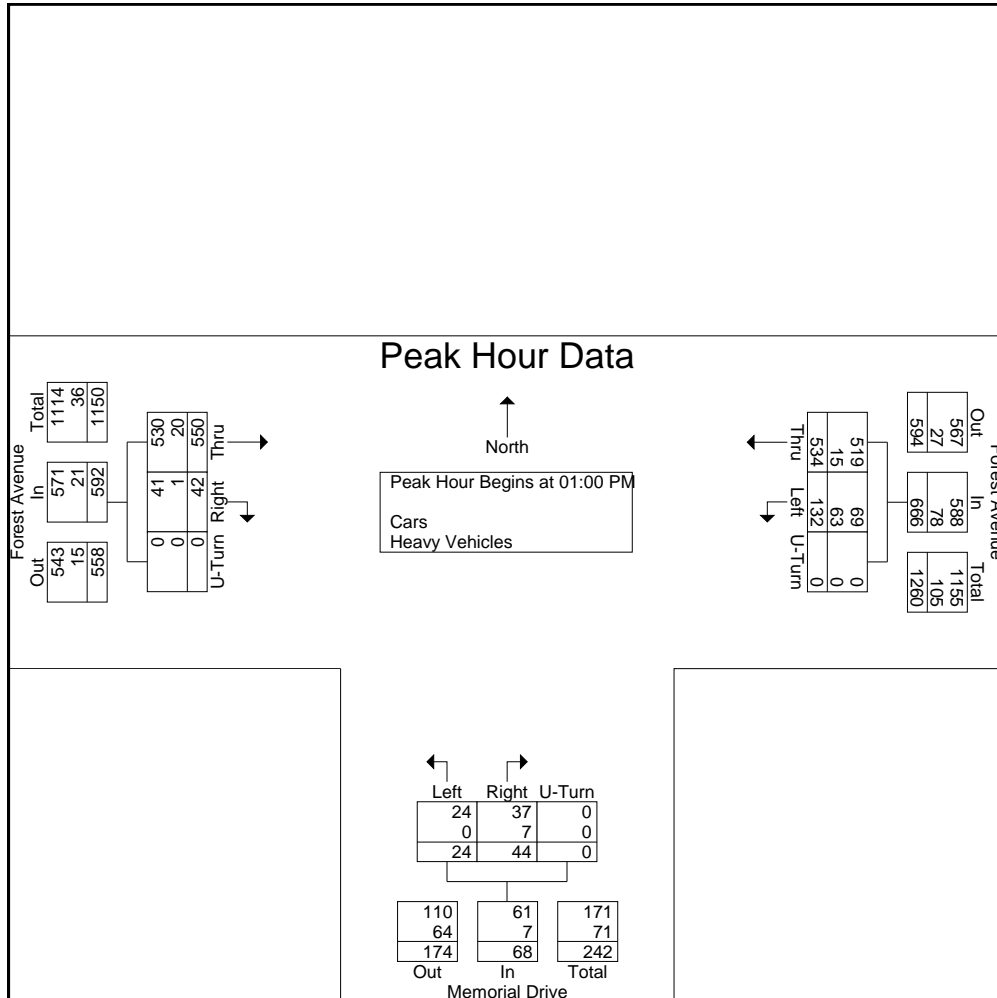 Peak Hour Data
North
Peak Hour Begins at 01:00 PM
Cars
Heavy Vehicles
Forest Avenue
Total In Out
1114 571 543
36 21 15
1150 592 558
530 41 0
20 1 0
550 42 0
Thru Right U-Turn
Out In Total
Forest Avenue
567 588 1155
27 78 105
594 666 1260
519 69 0
15 63 0
534 132 0
Thru Left U-Turn
Left Right U-Turn
24 37 0
0 7 0
24 44 0
110 61 171
64 7 71
174 68 242
Out In Total
Memorial Drive